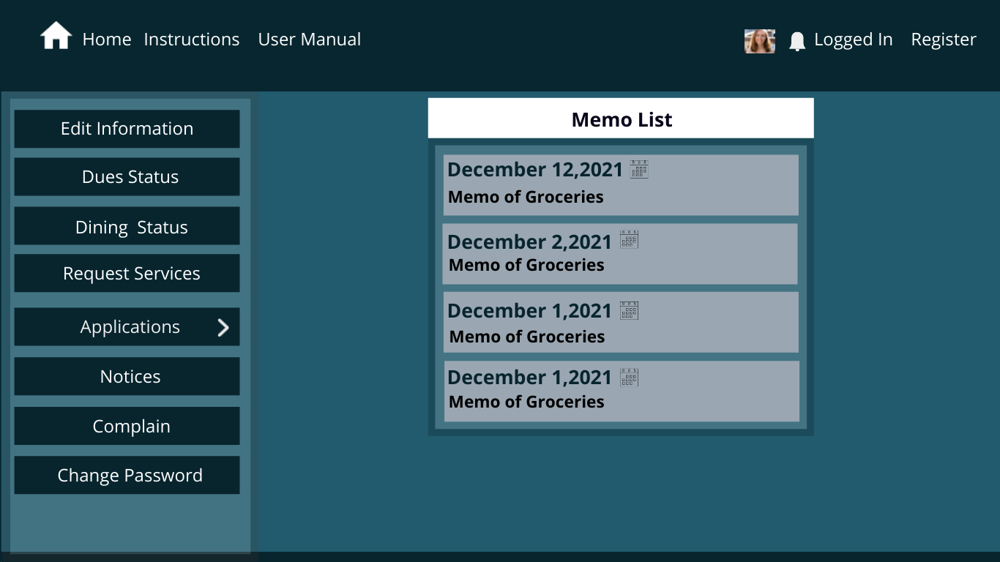 Home Instructions User Manual Logged In Register
Edit Information
Dues Status
Dining Status
Request Services
Applications
Notices
Complain
Change Password
Memo List
December 12,2021
Memo of Groceries
December 2,2021
Memo of Groceries
December 1,2021
Memo of Groceries
December 1,2021
Memo of Groceries